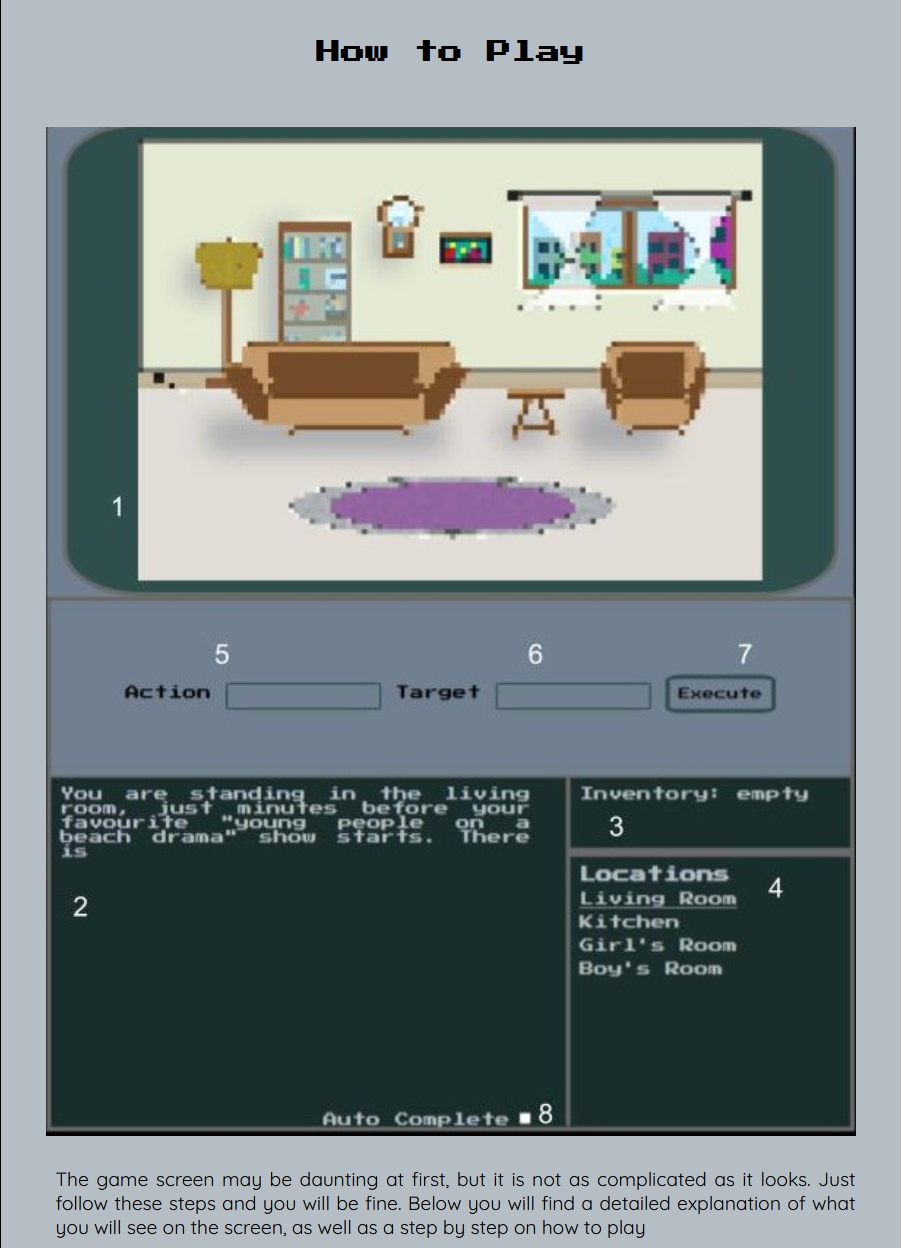 How to Play
1
5
6
7
Action
Target
Execute
You are standing in the living
room, just minutes before your
favourite "young people on a
beach drama" show starts. There
is
2
Auto Complete
8
Inventory: empty
3
Locations
4
Living Room
Kitchen
Girl's Room
Boy's Room
The game screen may be daunting at first, but it is not as complicated as it looks. Just
follow these steps and you will be fine. Below you will find a detailed explanation of what
you will see on the screen, as well as a step by step on how to play